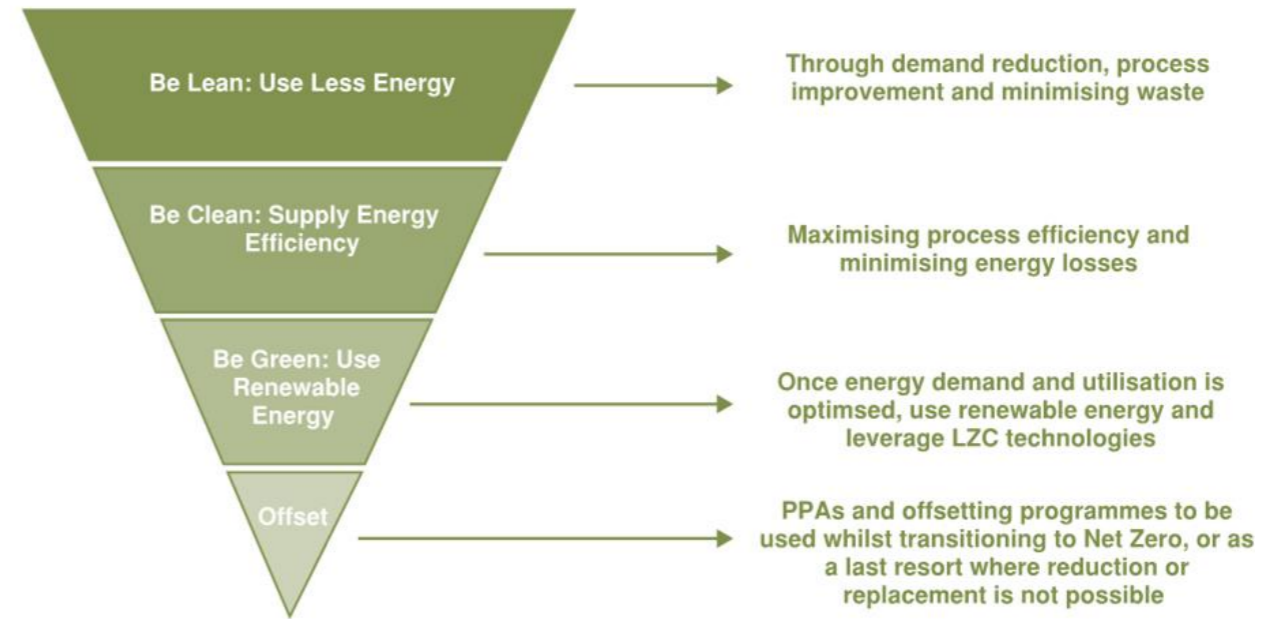 Be Lean: Use Less Energy
Through demand reduction, process
improvement and minimising waste
Be Clean: Supply Energy
Efficiency
Maximising process efficiency and
minimising energy losses
Be Green: Use
Renewable
Energy
Once energy demand and utilisation is
optimsed, use renewable energy and
leverage LZC technologies
Offset
PPAs and offsetting programmes to be
used whilst transitioning to Net Zero, or as
a last resort where reduction or
replacement is not possible